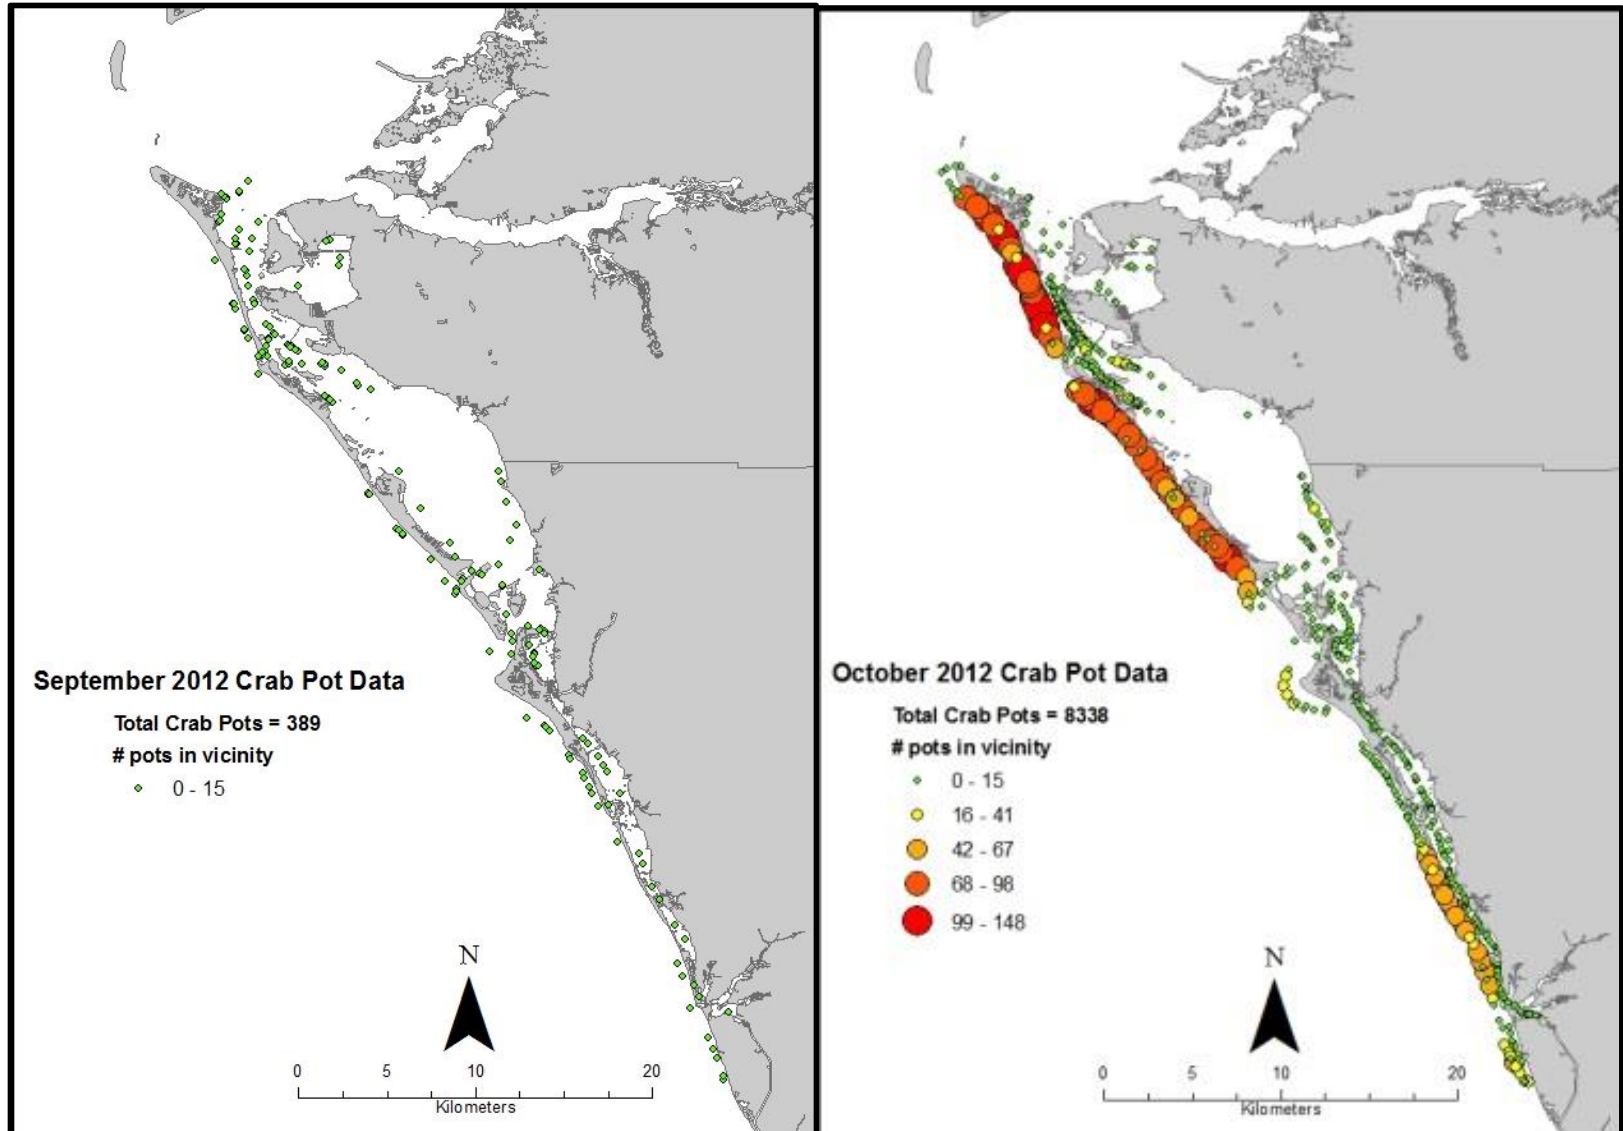 September 2012 Crab Pot Data
Total Crab Pots = 389
# pots in vicinity
0 - 15
N
0 5 10 20
Kilometers
October 2012 Crab Pot Data
Total Crab Pots = 8338
# pots in vicinity
0 - 15
16 - 41
42 - 67
68 - 98
99 - 148
N
0 5 10 20
Kilometers